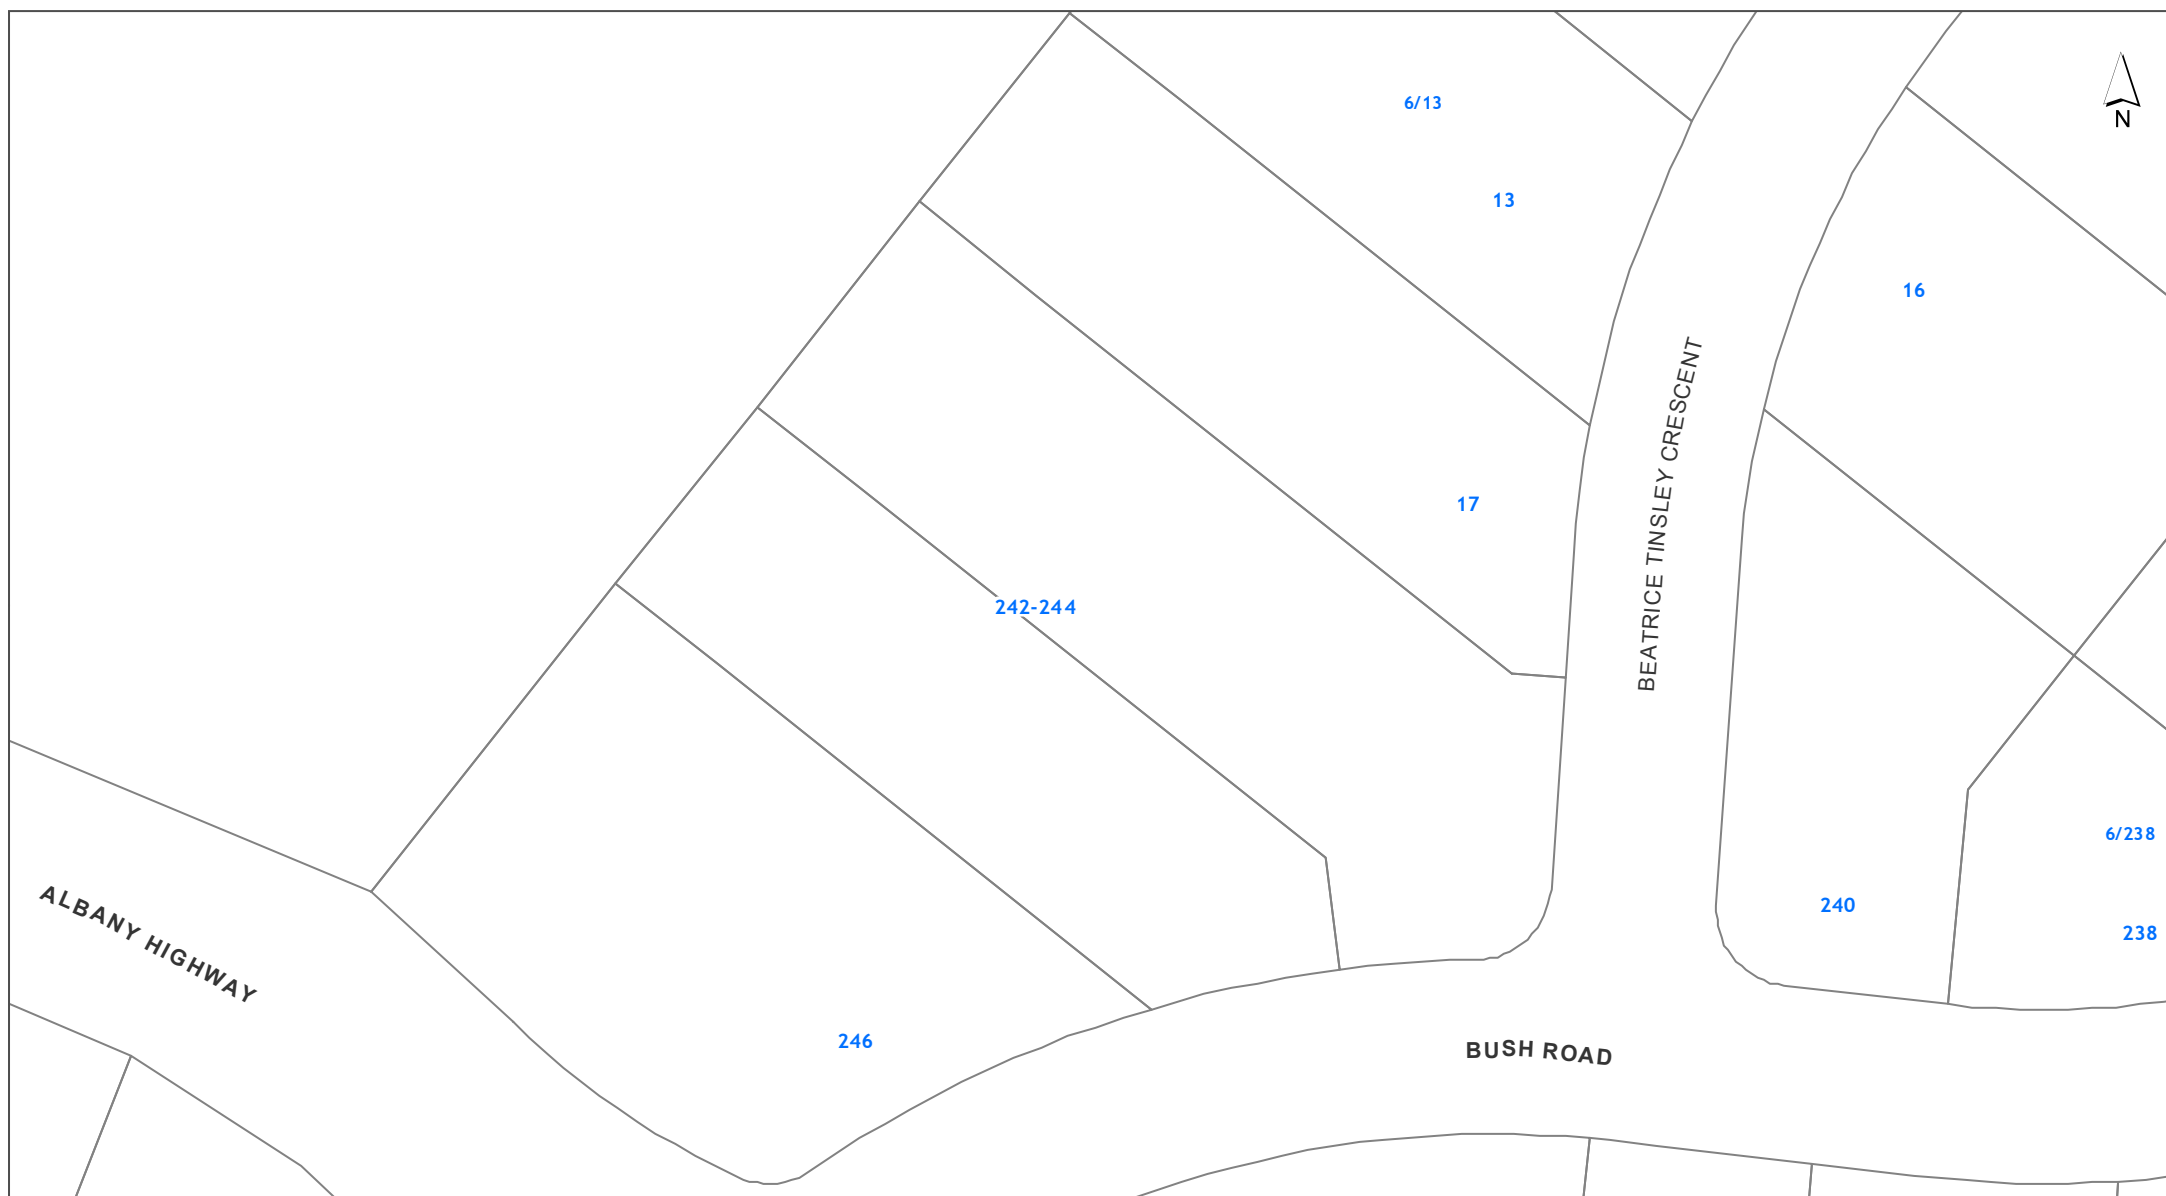 6/13
N
13
16
BEATRICE TINSLEY CRESCENT
17
242-244
6/238
ALBANY HIGHWAY
240
238
246
BUSH ROAD